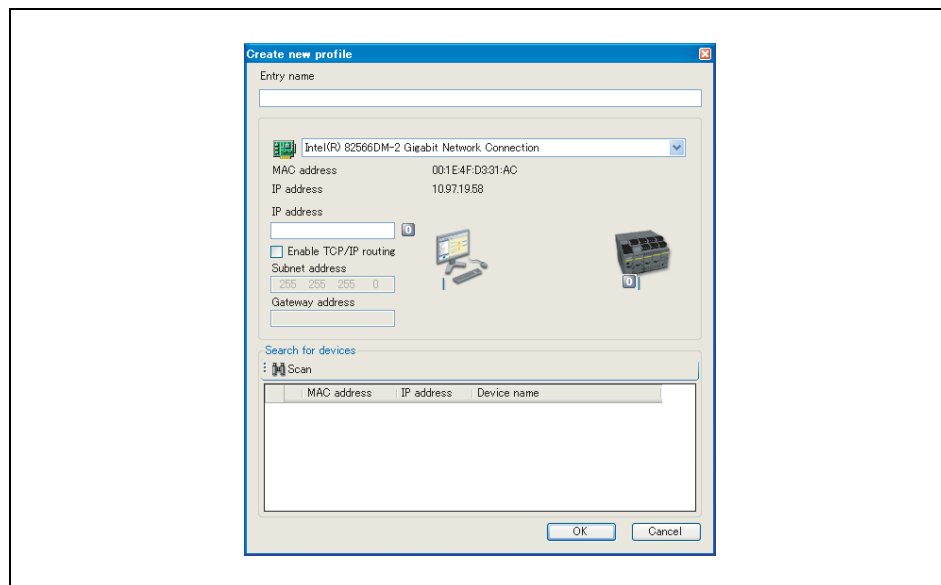 Create new profile
Entry name
Intel(R) 82566DM-2 Gigabit Network Connection
MAC address 00:1E:4F:D3:31:AC
IP address 10.97.19.58
IP address
0
Enable TCP/IP routing
Subnet address
255 255 255 0
0
Gateway address
Search for devices
Scan
MAC address IP address Device name
OK Cancel